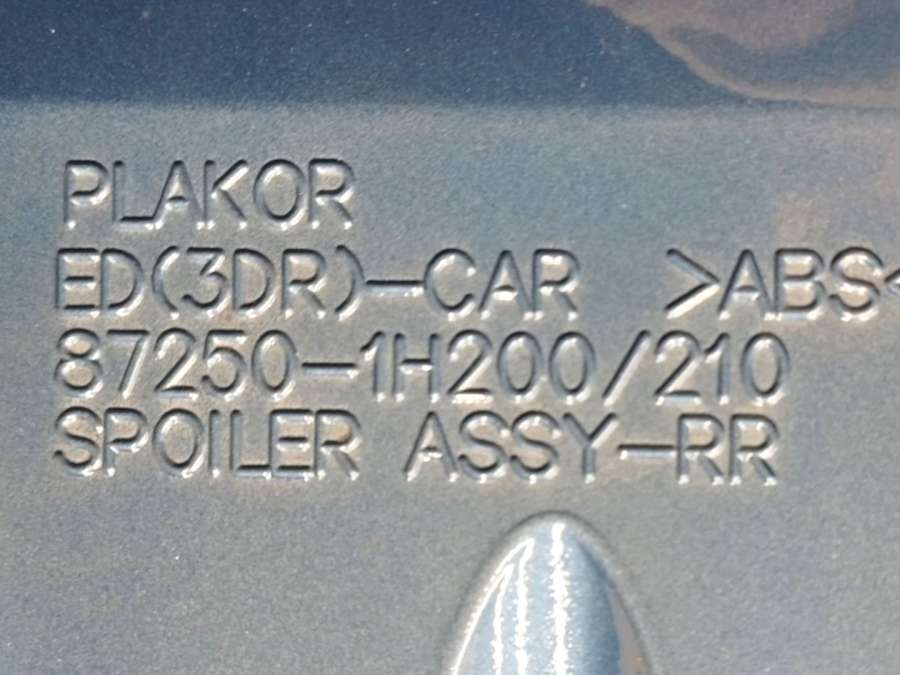 PLAKOR
ED(3DR)-CAR >ABS<
87250-1H200/210
SPOILER ASSY-RR